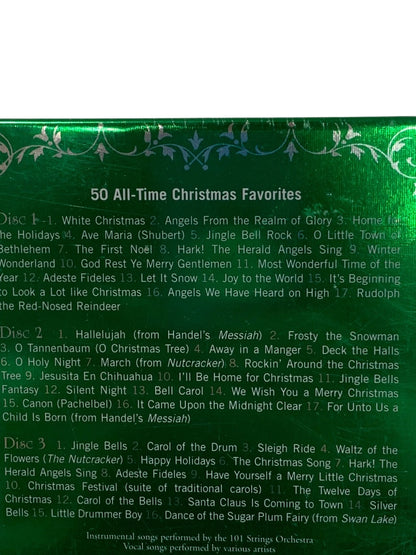 50 All-Time Christmas Favorites
Disc 1 -1. White Christmas 2. Angels From the Realm of Glory 3. Home for
the Holidays 4. Ave Maria (Shubert) 5. Jingle Bell Rock 6. O Little Town of
Bethlehem 7. The First Noel 8. Hark! The Herald Angels Sing 9. Winter
Wonderland 10. God Rest Ye Merry Gentlemen 11. Most Wonderful Time of the
Year 12. Adeste Fideles 13. Let It Snow 14. Joy to the World 15. It's Beginning
to Look a Lot like Christmas 16. Angels We Have Heard on High 17. Rudolph
the Red-Nosed Reindeer
Disc 2 1. Hallelujah (from Handel's Messiah) 2. Frosty the Snowman
3. O Tannenbaum (O Christmas Tree) 4. Away in a Manger 5. Deck the Halls
6. O Holy Night 7. March (from Nutcracker) 8. Rockin' Around the Christmas
Tree 9. Jesusita En Chihuahua 10. I'll Be Home for Christmas 11. Jingle Bells
Fantasy 12. Silent Night 13. Bell Carol 14. We Wish You a Merry Christmas
15. Canon (Pachelbel) 16. It Came Upon the Midnight Clear 17. For Unto Us a
Child Is Born (from Handel's Messiah)
Disc 3 1. Jingle Bells 2. Carol of the Drum 3. Sleigh Ride 4. Waltz of the
Flowers (The Nutcracker) 5. Happy Holidays 6. The Christmas Song 7. Hark! The
Herald Angels Sing 8. Adeste Fideles 9. Have Yourself a Merry Little Christmas
10. Christmas Festival (suite of traditional carols) 11. The Twelve Days of
Christmas 12. Carol of the Bells 13. Santa Claus Is Coming to Town 14. Silver
Bells 15. Little Drummer Boy 16. Dance of the Sugar Plum Fairy (from Swan Lake)
Instrumental songs performed by the 101 Strings Orchestra
Vocal songs performed by various artists